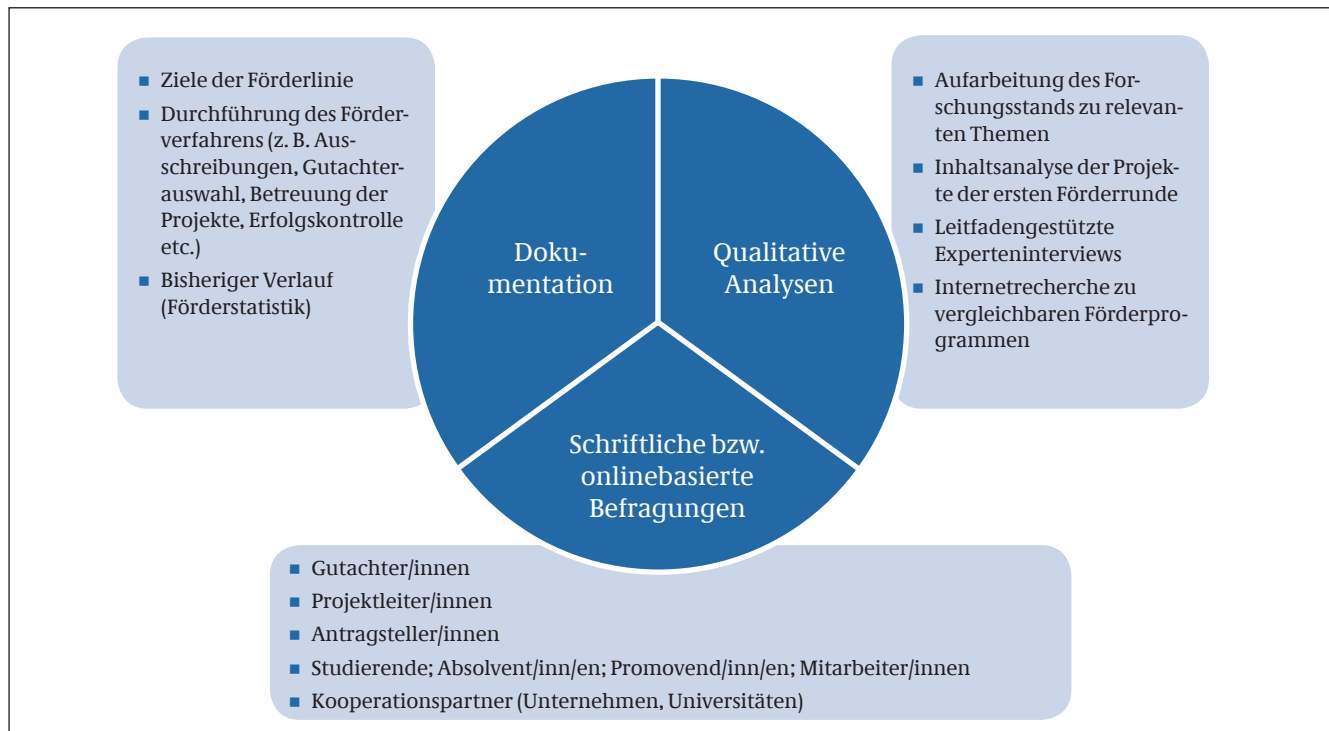 ■ Ziele der Förderlinie
■ Durchführung des Förder-
verfahrens (z. B. Aus-
schreibungen, Gutachter-
auswahl, Betreuung der
Projekte, Erfolgskontrolle
etc.)
■ Bisheriger Verlauf
(Förderstatistik)
Doku-
mentation
Qualitative
Analysen
■ Aufarbeitung des For-
schungsstands zu relevan-
ten Themen
■ Inhaltsanalyse der Projek-
te der ersten Förderrunde
■ Leitfadengestützte
Experteninterviews
■ Internetrecherche zu
vergleichbaren Förderpro-
grammen
Schriftliche bzw.
onlinebasierte
Befragungen
■ Gutachter/innen
■ Projektleiter/innen
■ Antragsteller/innen
■ Studierende; Absolvent/inn/en; Promovend/inn/en; Mitarbeiter/innen
■ Kooperationspartner (Unternehmen, Universitäten)